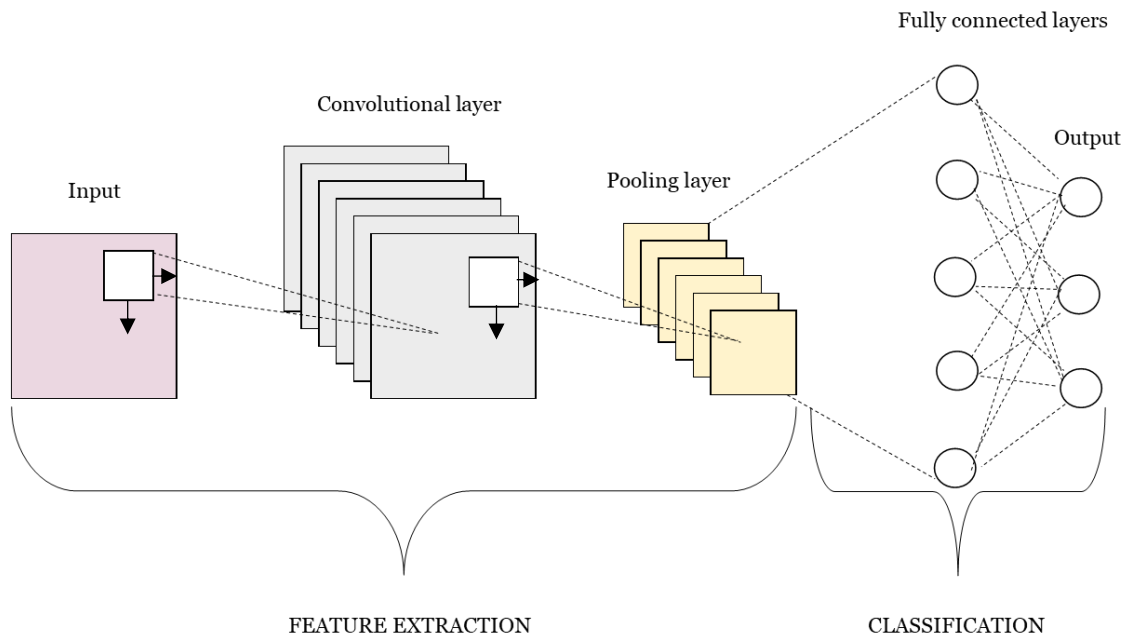 Fully connected layers
Convolutional layer
Output
Pooling layer
Input
FEATURE EXTRACTION
CLASSIFICATION